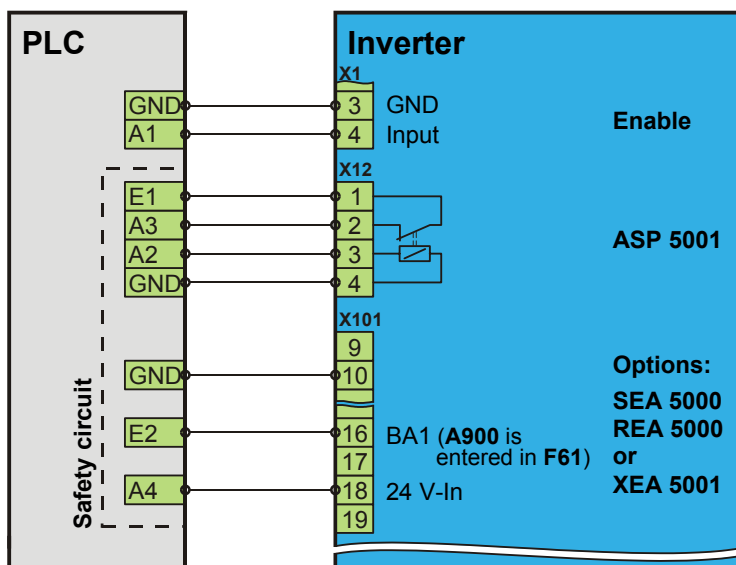 PLC
Inverter
X1
GND 3 GND
A1 4 Input
Enable
X12
E1 1
A3 2
A2 3
GND 4
ASP 5001
X101
9
GND 10
E2 16 BA1 (A900 is
entered in F61)
17
A4 18 24 V-In
19
Options:
SEA 5000
REA 5000
or
XEA 5001
Safety circuit